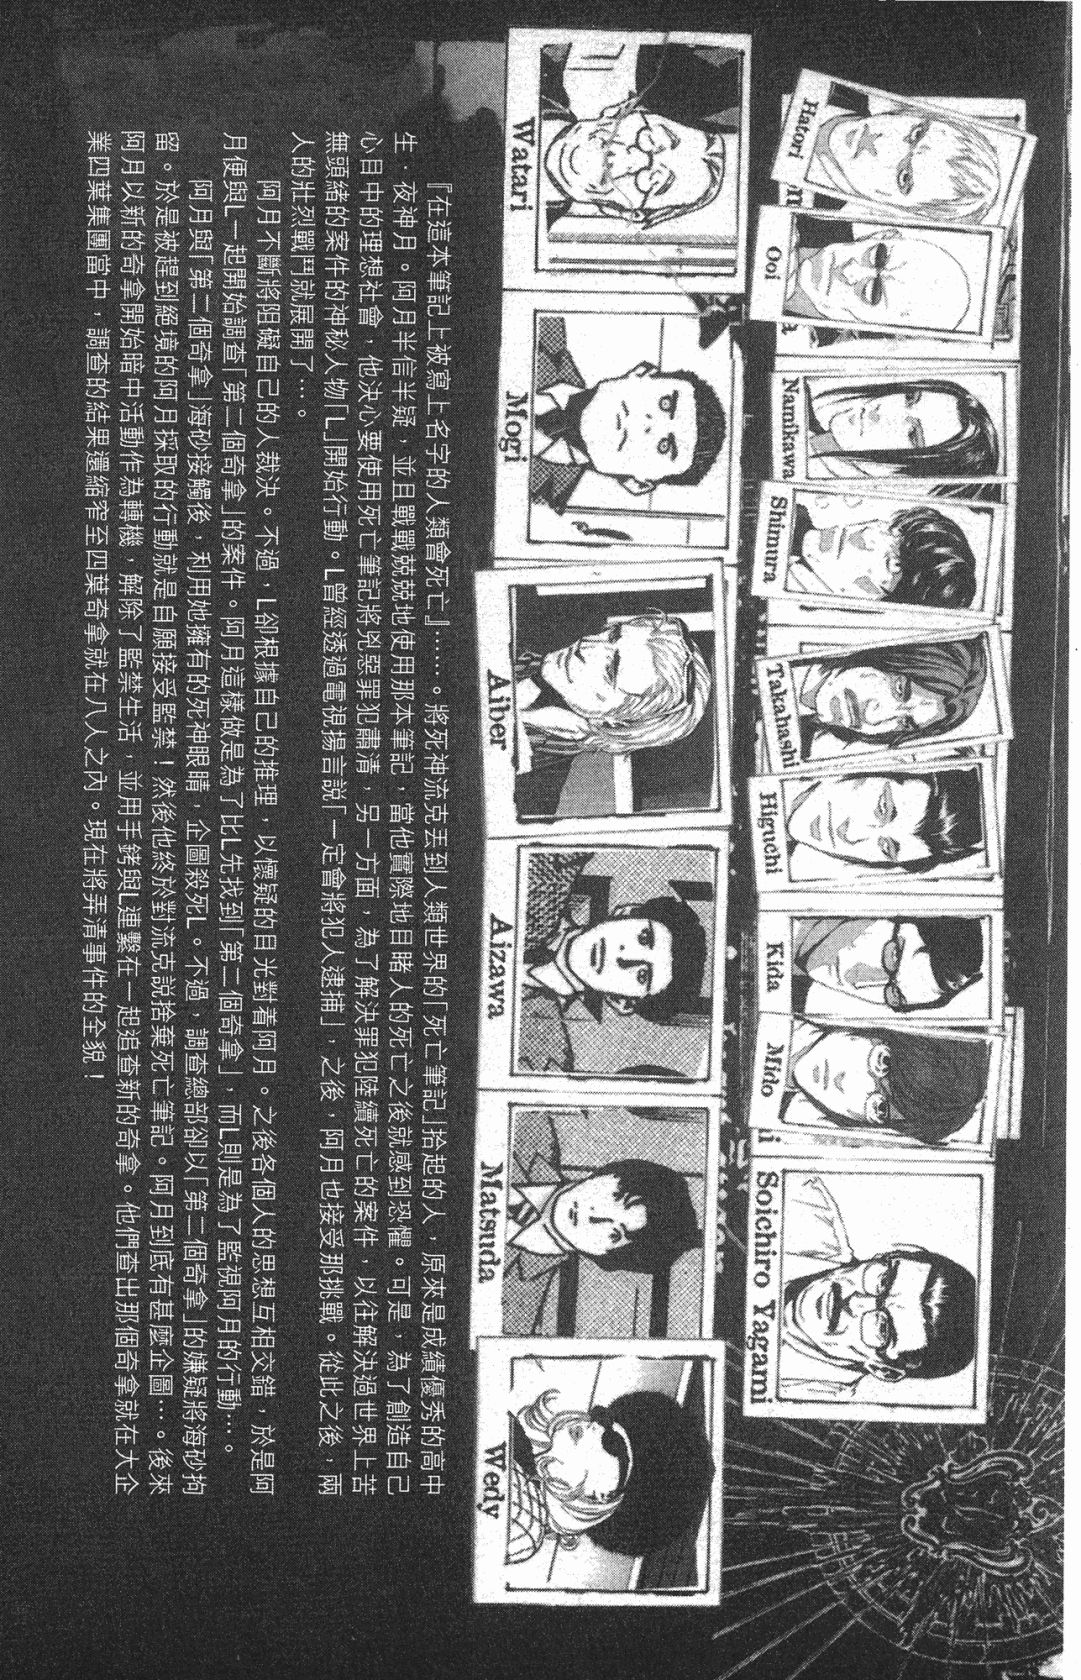 Hatori
Ooi
Namikawa
Shimura
Takahashi
Higuchi
Kida
Mido
Soichiro Yagami
Watari
Mogi
Aiber
Aizawa
Matsuda
Wedy
『在這本筆記上被寫上名字的人類會死亡』……。將死神流克丟到人類世界的「死亡筆記」拾起的人，原來是成績優秀的高中
生．夜神月。阿月半信半疑，並且戰戰兢兢地使用那本筆記，當他實際地目睹人的死亡之後就感到恐懼。可是，為了創造自己
心目中的理想社會，他決心要使用死亡筆記將兇惡罪犯肅清，另一方面，為了解決罪犯陸續死亡的案件，以往解決過世界上苦
無頭緒的案件的神秘人物「L」開始行動。L曾經透過電視揚言說「一定會將犯人逮捕」，之後，阿月也接受那挑戰。從此之後，兩
人的壯烈戰鬥就展開了…。
阿月不斷將阻礙自己的人裁決。不過，L卻根據自己的推理，以懷疑的目光對着阿月。之後各個人的思想互相交錯，於是阿
月便與L一起開始調查「第二個奇拿」的案件。阿月這樣做是為了比L先找到「第二個奇拿」，而L則是為了監視阿月的行動…。
阿月與「第二個奇拿」海砂接觸後，利用她擁有的死神眼睛，企圖殺死L。不過，調查總部卻以「第二個奇拿」的嫌疑將海砂拘
留。於是被趕到絕境的阿月採取的行動就是自願接受監禁！然後他終於對流克說捨棄死亡筆記。阿月到底有甚麼企圖…。後來
阿月以新的奇拿開始暗中活動作為轉機，解除了監禁生活，並用手銬與L連繫在一起追查新的奇拿。他們查出那個奇拿就在大企
業四葉集團當中，調查的結果還縮窄至四葉奇拿就在八人之內。現在將弄清事件的全貌！